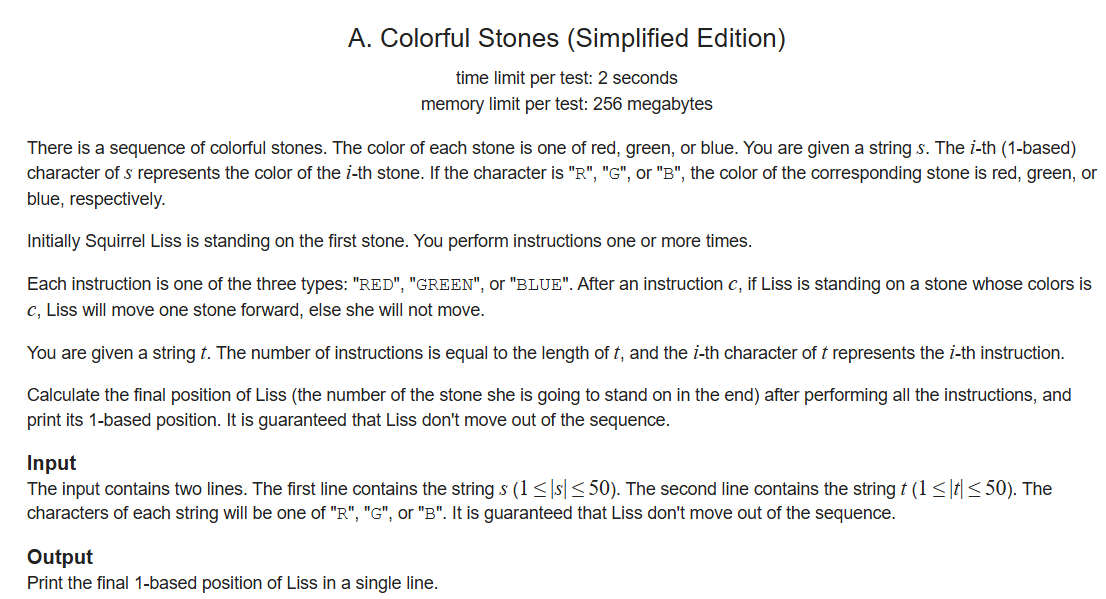 A. Colorful Stones (Simplified Edition)
time limit per test: 2 seconds
memory limit per test: 256 megabytes
There is a sequence of colorful stones. The color of each stone is one of red, green, or blue. You are given a string s. The i-th (1-based)
character of s represents the color of the i-th stone. If the character is "R", "G", or "B", the color of the corresponding stone is red, green, or
blue, respectively.
Initially Squirrel Liss is standing on the first stone. You perform instructions one or more times.
Each instruction is one of the three types: "RED", "GREEN", or "BLUE". After an instruction c, if Liss is standing on a stone whose colors is
c, Liss will move one stone forward, else she will not move.
You are given a string t. The number of instructions is equal to the length of t, and the i-th character of t represents the i-th instruction.
Calculate the final position of Liss (the number of the stone she is going to stand on in the end) after performing all the instructions, and
print its 1-based position. It is guaranteed that Liss don't move out of the sequence.
Input
The input contains two lines. The first line contains the string s (1 ≤ |s| ≤ 50). The second line contains the string t (1 ≤ |t| ≤ 50). The
characters of each string will be one of "R", "G", or "B". It is guaranteed that Liss don't move out of the sequence.
Output
Print the final 1-based position of Liss in a single line.